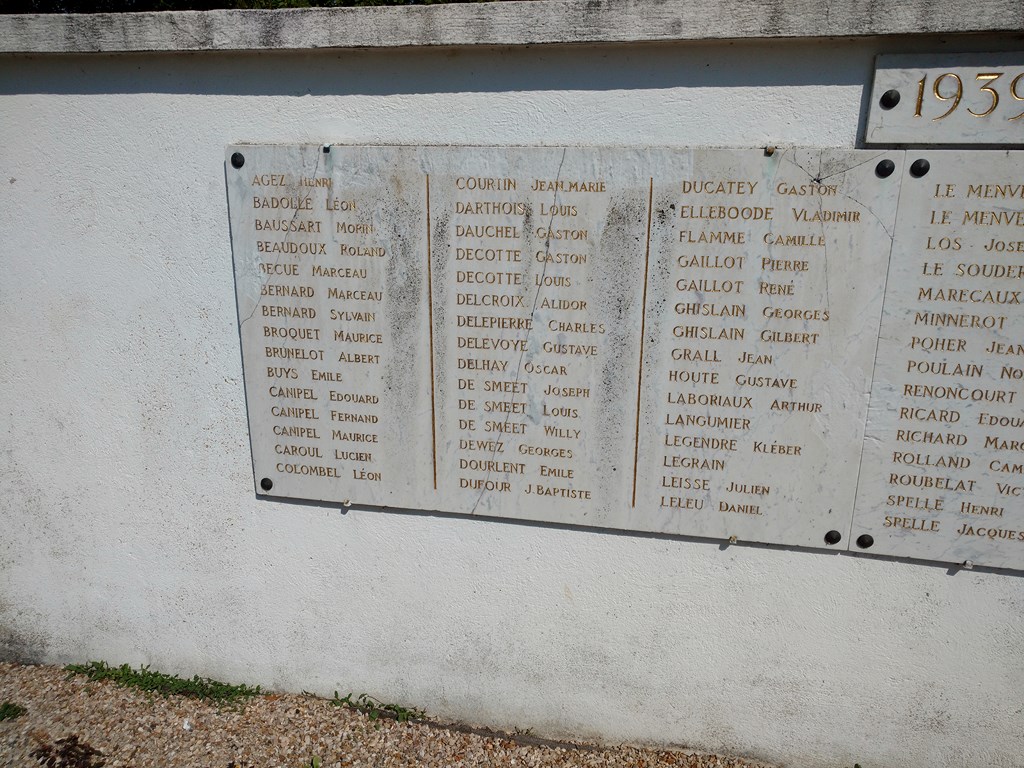 1939
AGEZ HENRI
BADOLLE LÉON
BAUSSART MORIN
BEAUDOUX ROLAND
BECUE MARCEAU
BERNARD MARCEAU
BERNARD SYLVAIN
BROQUET MAURICE
BRUNELOT ALBERT
BUYS EMILE
CANIPEL EDOUARD
CANIPEL FERNAND
CANIPEL MAURICE
CAROUL LUCIEN
COLOMBEL LÉON
COURTIN JEAN.MARIE
DARTHOIS LOUIS
DAUCHEL GASTON
DECOTTE GASTON
DECOTTE LOUIS
DELCROIX ALIDOR
DELEPIERRE CHARLES
DELÉVOYE GUSTAVE
DELHAY OSCAR
DE SMEET JOSEPH
DE SMEET LOUIS
DE SMÉET WILLY
DEWEZ GEORGES
DOURLENT EMILE
DUFOUR J.BAPTISTE
DUCATEY GASTON
ELLEBOODE VLADIMIR
FLAMME CAMILLE
GAILLOT PIERRE
GAILLOT RENÉ
GHISLAIN GEORGES
GHISLAIN GILBERT
GRALL JEAN
HOUTE GUSTAVE
LABORIAUX ARTHUR
LANGUMIER
LEGENDRE KLÉBER
LEGRAIN
LEISSE JULIEN
LELEU DANIEL
LE MENVE
LE MENVE
LOS JOSE
LE SOUDER
MARECAUX
MINNEROT
POHER JEAN
POULAIN NO
RENONCOURT
RICARD EDOUA
RICHARD MARC
ROLLAND CAM
ROUBELAT VICT
SPELLE HENRI
SPELLE JACQUES